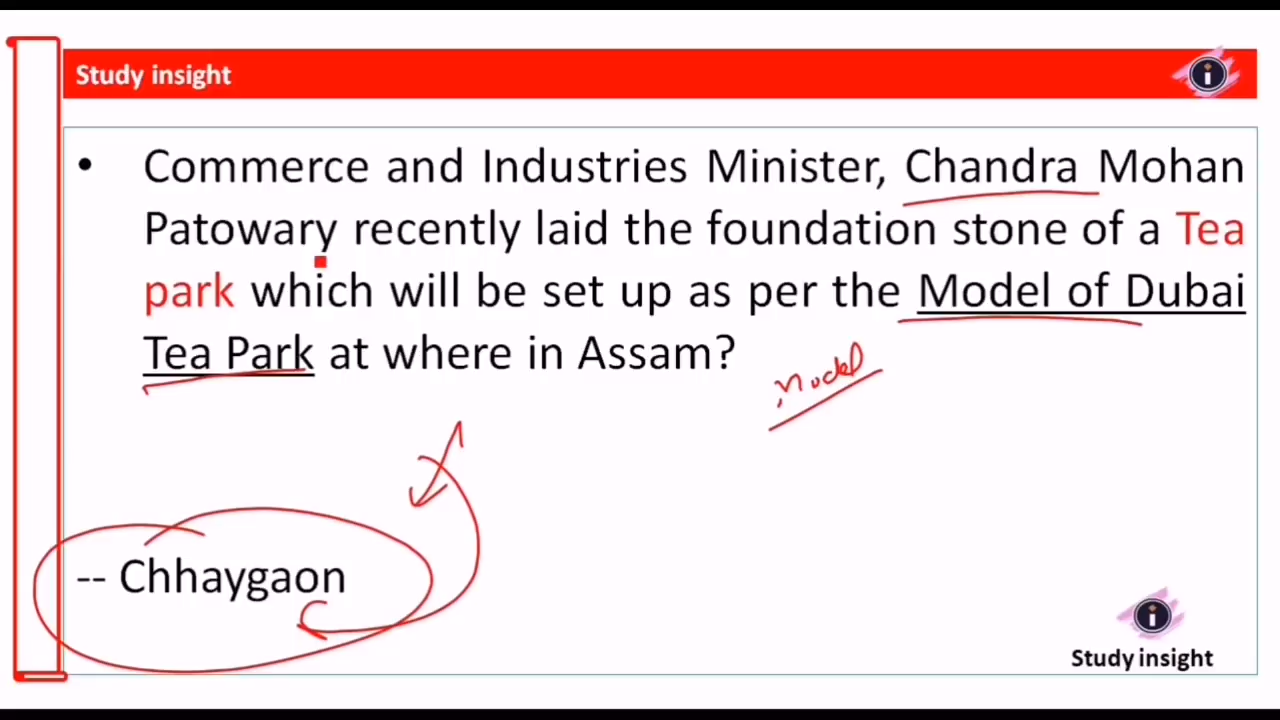 Study insight
• Commerce and Industries Minister, Chandra Mohan
Patowary recently laid the foundation stone of a Tea
park which will be set up as per the Model of Dubai
Tea Park at where in Assam?
Model
-- Chhaygaon
Study insight